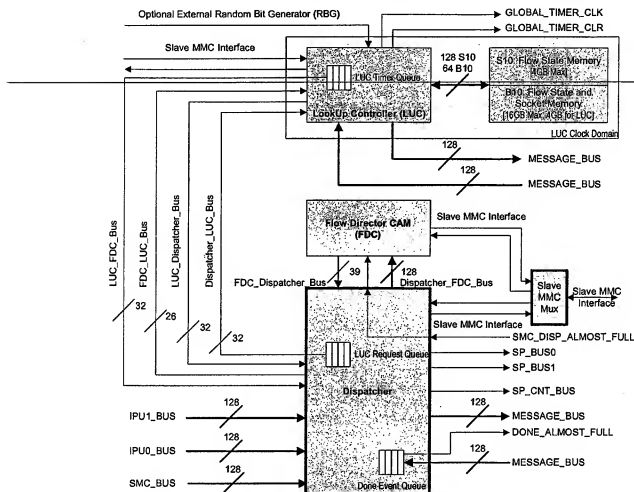 Optional External Random Bit Generator (RBG)
GLOBAL_TIMER_CLK
GLOBAL_TIMER_CLR
Slave MMC Interface
LUC Timer Queue
LookUp Controller (LUC)
128 S10
64 B10
S10: Flow State Memory
[4GB Max]
B10: Flow State and
Socket Memory
[16GB Max, 4GB for LUC]
LUC Clock Domain
128
MESSAGE_BUS
128
MESSAGE_BUS
LUC_FDC_Bus
FDC_LUC_Bus
LUC_Dispatcher_Bus
Dispatcher_LUC_Bus
32
26
32
32
Flow Director CAM
(FDC)
Slave MMC Interface
FDC_Dispatcher_Bus
39
128
Dispatcher_FDC_Bus
Slave
MMC
Mux
Slave MMC
Interface
Slave MMC Interface
SMC_DISP_ALMOST_FULL
LUC Request Queue
SP_BUS0
SP_BUS1
Dispatcher
SP_CNT_BUS
IPU1_BUS
128
128
MESSAGE_BUS
DONE_ALMOST_FULL
IPU0_BUS
128
128
MESSAGE_BUS
SMC_BUS
128
Done Event Queue